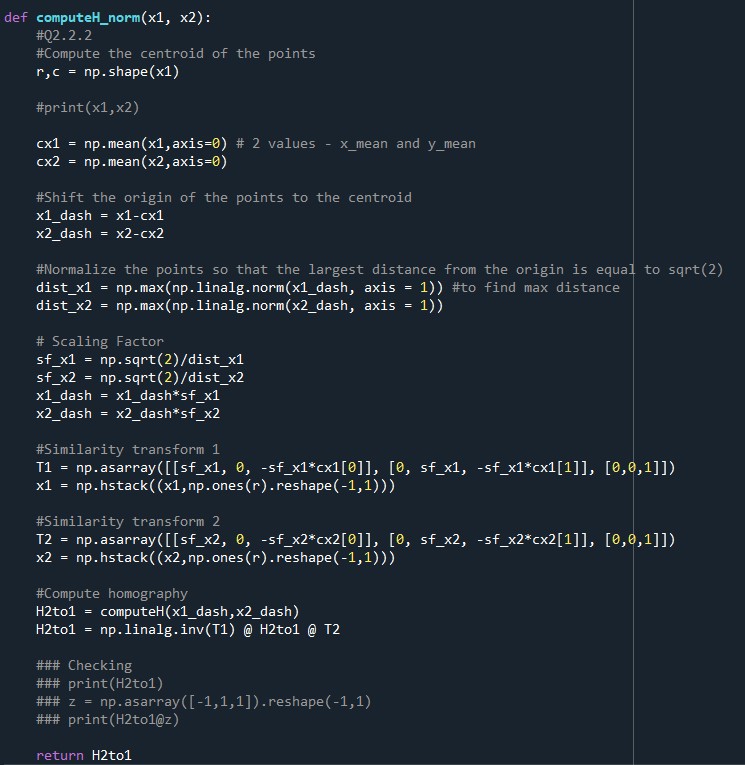 def computeH_norm(x1, x2):
    #Q2.2.2
    #Compute the centroid of the points
    r,c = np.shape(x1)
    #print(x1,x2)
    cx1 = np.mean(x1,axis=0) # 2 values - x_mean and y_mean
    cx2 = np.mean(x2,axis=0)
    #Shift the origin of the points to the centroid
    x1_dash = x1-cx1
    x2_dash = x2-cx2
    #Normalize the points so that the largest distance from the origin is equal to sqrt(2)
    dist_x1 = np.max(np.linalg.norm(x1_dash, axis = 1)) #to find max distance
    dist_x2 = np.max(np.linalg.norm(x2_dash, axis = 1))
    # Scaling Factor
    sf_x1 = np.sqrt(2)/dist_x1
    sf_x2 = np.sqrt(2)/dist_x2
    x1_dash = x1_dash*sf_x1
    x2_dash = x2_dash*sf_x2
    #Similarity transform 1
    T1 = np.asarray([[sf_x1, 0, -sf_x1*cx1[0]], [0, sf_x1, -sf_x1*cx1[1]], [0,0,1]])
    x1 = np.hstack((x1,np.ones(r).reshape(-1,1)))
    #Similarity transform 2
    T2 = np.asarray([[sf_x2, 0, -sf_x2*cx2[0]], [0, sf_x2, -sf_x2*cx2[1]], [0,0,1]])
    x2 = np.hstack((x2,np.ones(r).reshape(-1,1)))
    #Compute homography
    H2to1 = computeH(x1_dash,x2_dash)
    H2to1 = np.linalg.inv(T1) @ H2to1 @ T2
    ### Checking
    ### print(H2to1)
    ### z = np.asarray([-1,1,1]).reshape(-1,1)
    ### print(H2to1@z)
    return H2to1